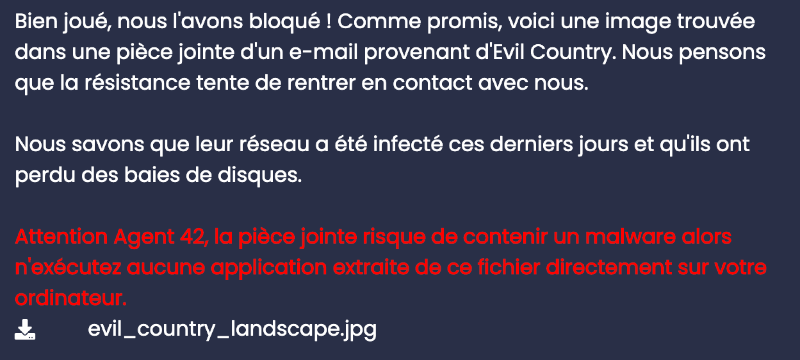 Bien joué, nous l'avons bloqué ! Comme promis, voici une image trouvée
dans une pièce jointe d'un e-mail provenant d'Evil Country. Nous pensons
que la résistance tente de rentrer en contact avec nous.
Nous savons que leur réseau a été infecté ces derniers jours et qu'ils ont
perdu des baies de disques.
Attention Agent 42, la pièce jointe risque de contenir un malware alors
n'exécutez aucune application extraite de ce fichier directement sur votre
ordinateur.
evil_country_landscape.jpg